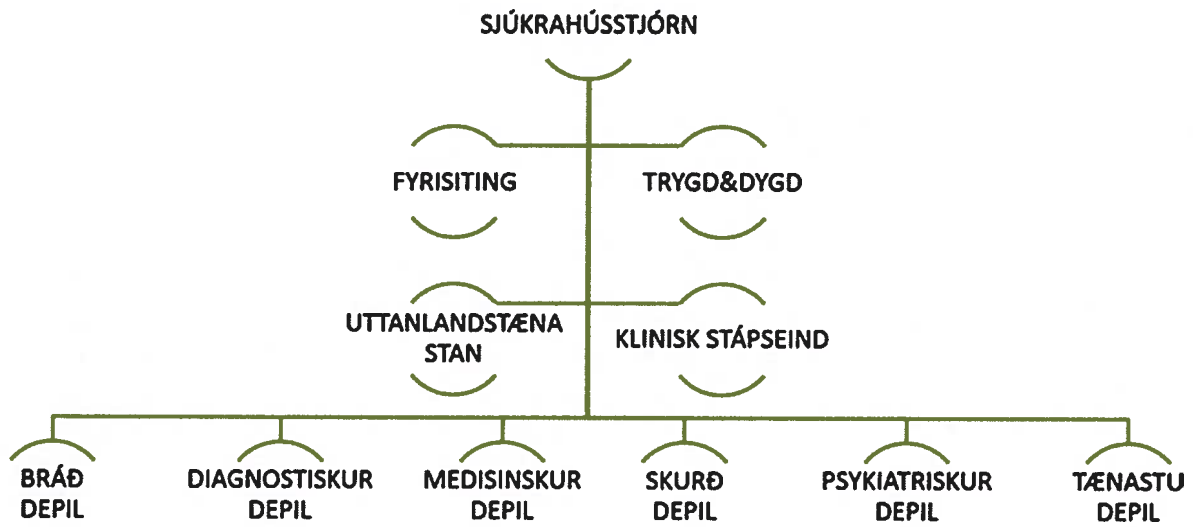 SJÚKRAHÚSSTJÓRN
FYRISITING
TRYGD&DYGD
UTTANLANDSTÆNA
STAN
KLINISK STÁPSEIND
BRÁÐ
DEPIL
DIAGNOSTISKUR
DEPIL
MEDISINSKUR
DEPIL
SKURÐ
DEPIL
PSYKIATRISKUR
DEPIL
TÆNASTU
DEPIL